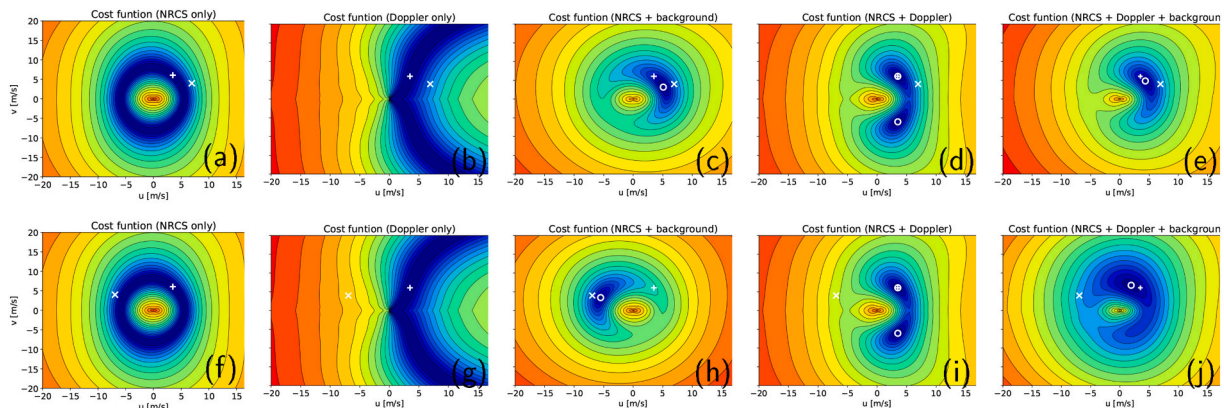 Cost funtion (NRCS only)
Cost funtion (Doppler only)
Cost funtion (NRCS + background)
Cost funtion (NRCS + Doppler)
Cost funtion (NRCS + Doppler + backgroun
20
15
10
5
0
−5
−10
−15
−20
v [m/s]
(a)
(b)
(c)
(d)
(e)
−20 −15 −10 −5 0 5 10 15
−20 −15 −10 −5 0 5 10 15
−20 −15 −10 −5 0 5 10 15
−20 −15 −10 −5 0 5 10 15
−20 −15 −10 −5 0 5 10 15
u [m/s]
u [m/s]
u [m/s]
u [m/s]
u [m/s]
Cost funtion (NRCS only)
Cost funtion (Doppler only)
Cost funtion (NRCS + background)
Cost funtion (NRCS + Doppler)
Cost funtion (NRCS + Doppler + backgroun
20
15
10
5
0
−5
−10
−15
−20
v [m/s]
(f)
(g)
(h)
(i)
(j)
−20 −15 −10 −5 0 5 10 15
−20 −15 −10 −5 0 5 10 15
−20 −15 −10 −5 0 5 10 15
−20 −15 −10 −5 0 5 10 15
−20 −15 −10 −5 0 5 10 15
u [m/s]
u [m/s]
u [m/s]
u [m/s]
u [m/s]